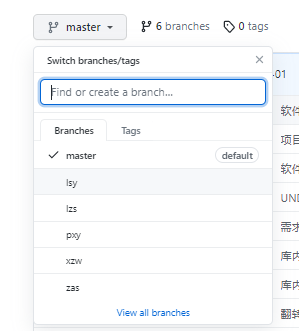 master
6 branches
0 tags
Switch branches/tags
Find or create a branch...
Branches
Tags
master
default
lsy
lzs
pxy
xzw
zas
View all branches
-01
软件
项目
软件
UND
需求
库内
库内
翻转